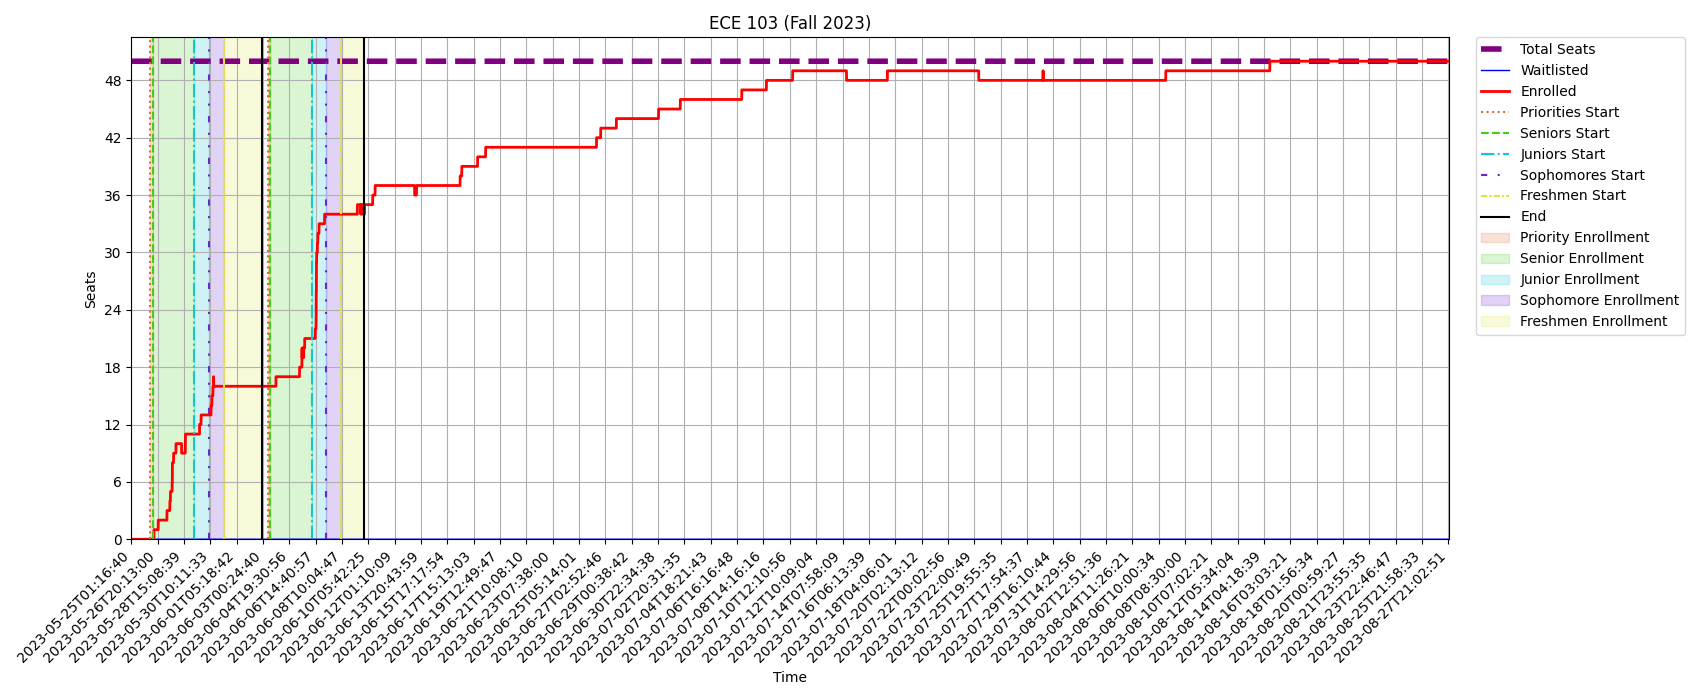 ECE 103 (Fall 2023)
Seats
48
42
36
30
24
18
12
6
0
2023-05-25T01:16:40
2023-05-26T20:13:00
2023-05-28T15:08:39
2023-05-30T10:11:33
2023-06-01T05:18:42
2023-06-03T00:24:40
2023-06-04T19:30:56
2023-06-06T14:40:57
2023-06-08T10:04:47
2023-06-10T05:42:25
2023-06-12T01:10:09
2023-06-13T20:43:59
2023-06-15T17:17:54
2023-06-17T15:13:03
2023-06-19T12:49:47
2023-06-21T10:08:10
2023-06-23T07:38:00
2023-06-25T05:14:01
2023-06-27T02:52:46
2023-06-29T00:38:42
2023-06-30T22:34:38
2023-07-02T20:31:35
2023-07-04T18:21:43
2023-07-06T16:16:48
2023-07-08T14:16:16
2023-07-10T12:10:56
2023-07-12T10:09:04
2023-07-14T07:58:09
2023-07-16T06:13:39
2023-07-18T04:06:01
2023-07-20T02:13:12
2023-07-22T00:02:56
2023-07-23T22:00:49
2023-07-25T19:55:35
2023-07-27T17:54:37
2023-07-29T16:10:44
2023-07-31T14:29:56
2023-08-02T12:51:36
2023-08-04T11:26:21
2023-08-06T10:00:34
2023-08-08T08:30:00
2023-08-10T07:02:21
2023-08-12T05:34:04
2023-08-14T04:18:39
2023-08-16T03:03:21
2023-08-18T01:56:34
2023-08-20T00:59:27
2023-08-21T23:55:35
2023-08-23T22:46:47
2023-08-25T21:58:33
2023-08-27T21:02:51
Time
Total Seats
Waitlisted
Enrolled
Priorities Start
Seniors Start
Juniors Start
Sophomores Start
Freshmen Start
End
Priority Enrollment
Senior Enrollment
Junior Enrollment
Sophomore Enrollment
Freshmen Enrollment